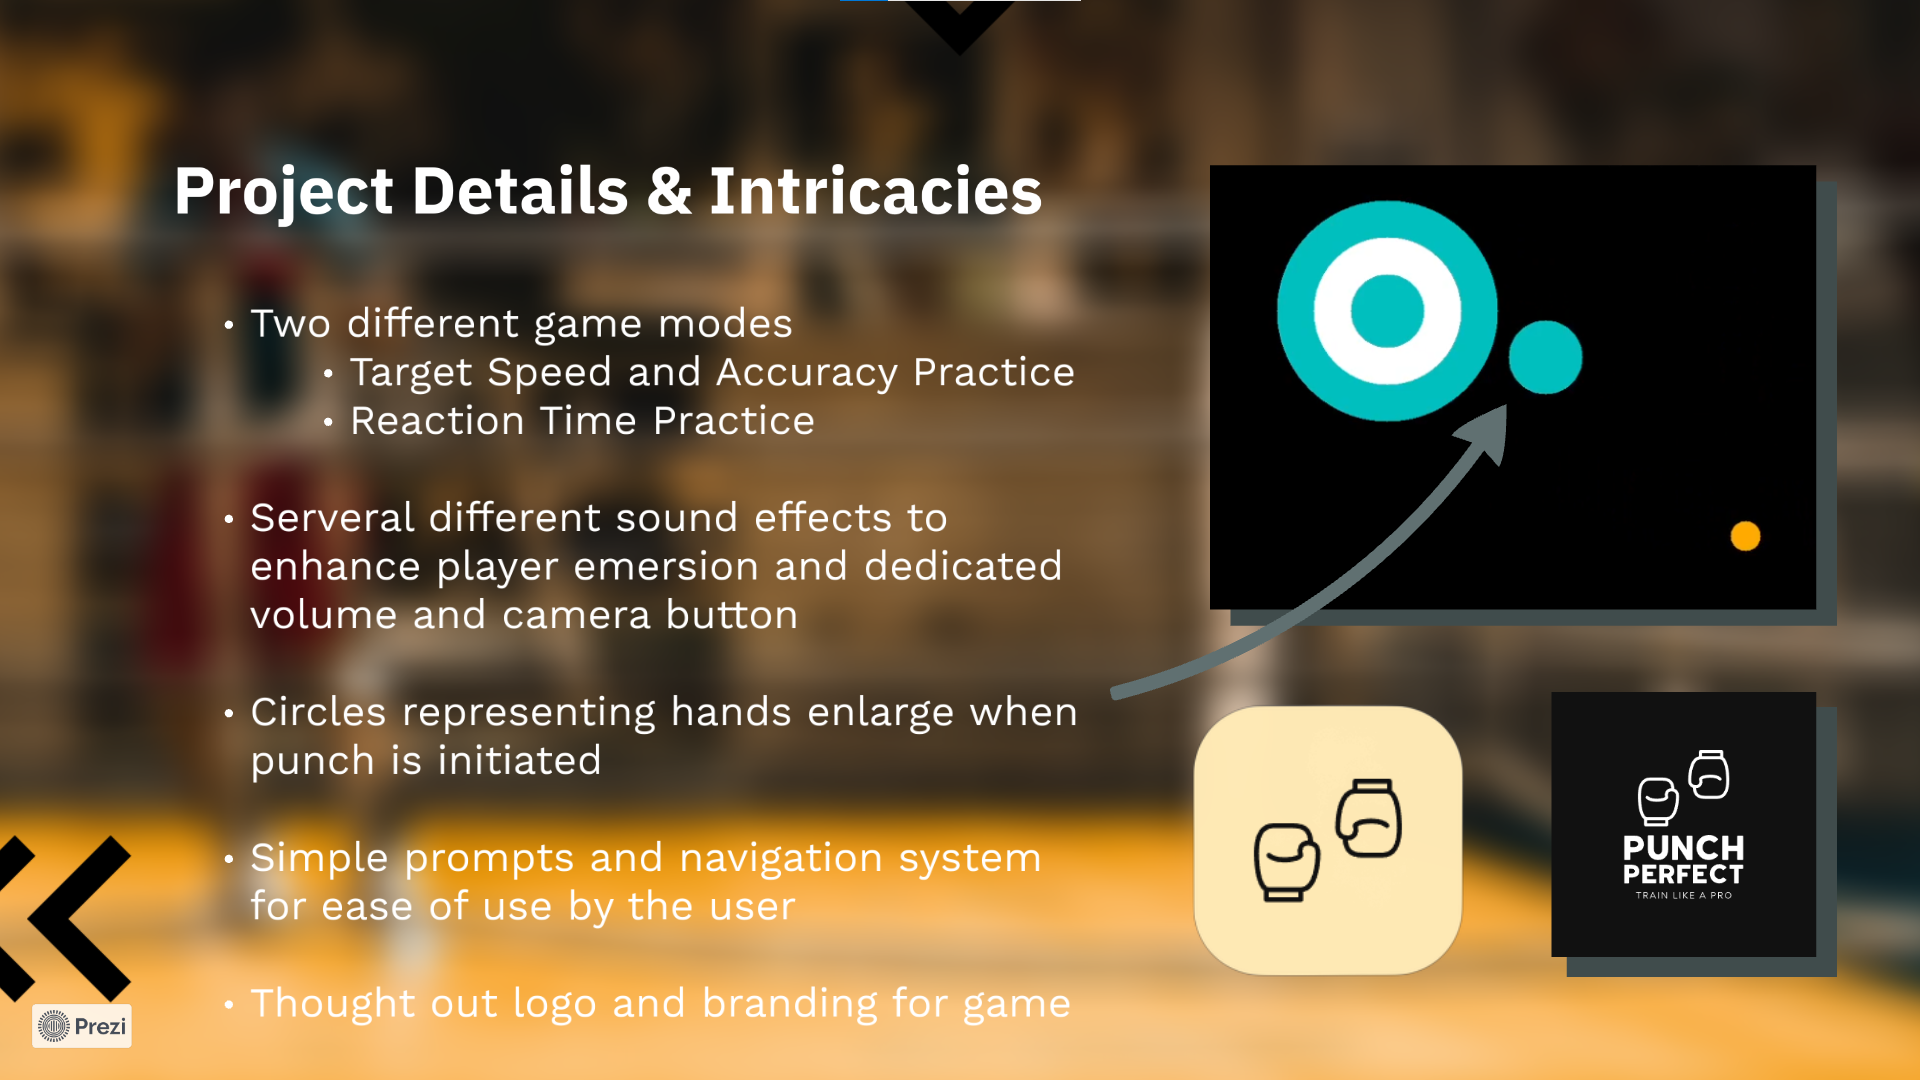 Project Details & Intricacies
• Two different game modes
• Target Speed and Accuracy Practice
• Reaction Time Practice
• Serveral different sound effects to
enhance player emersion and dedicated
volume and camera button
• Circles representing hands enlarge when
punch is initiated
• Simple prompts and navigation system
for ease of use by the user
• Thought out logo and branding for game
PUNCH
PERFECT
TRAIN LIKE A PRO
Prezi